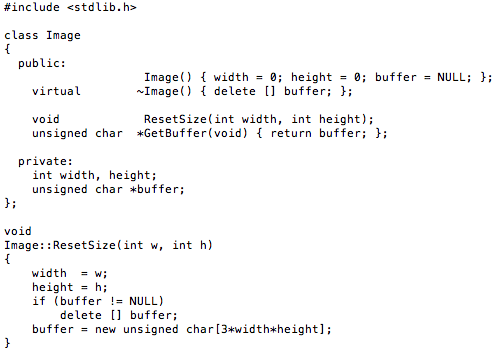 #include <stdlib.h>

class Image
{
  public:
                    Image() { width = 0; height = 0; buffer = NULL; };
    virtual        ~Image() { delete [] buffer; };

    void            ResetSize(int width, int height);
    unsigned char  *GetBuffer(void) { return buffer; };

  private:
    int width, height;
    unsigned char *buffer;
};

void
Image::ResetSize(int w, int h)
{
    width  = w;
    height = h;
    if (buffer != NULL)
        delete [] buffer;
    buffer = new unsigned char[3*width*height];
}